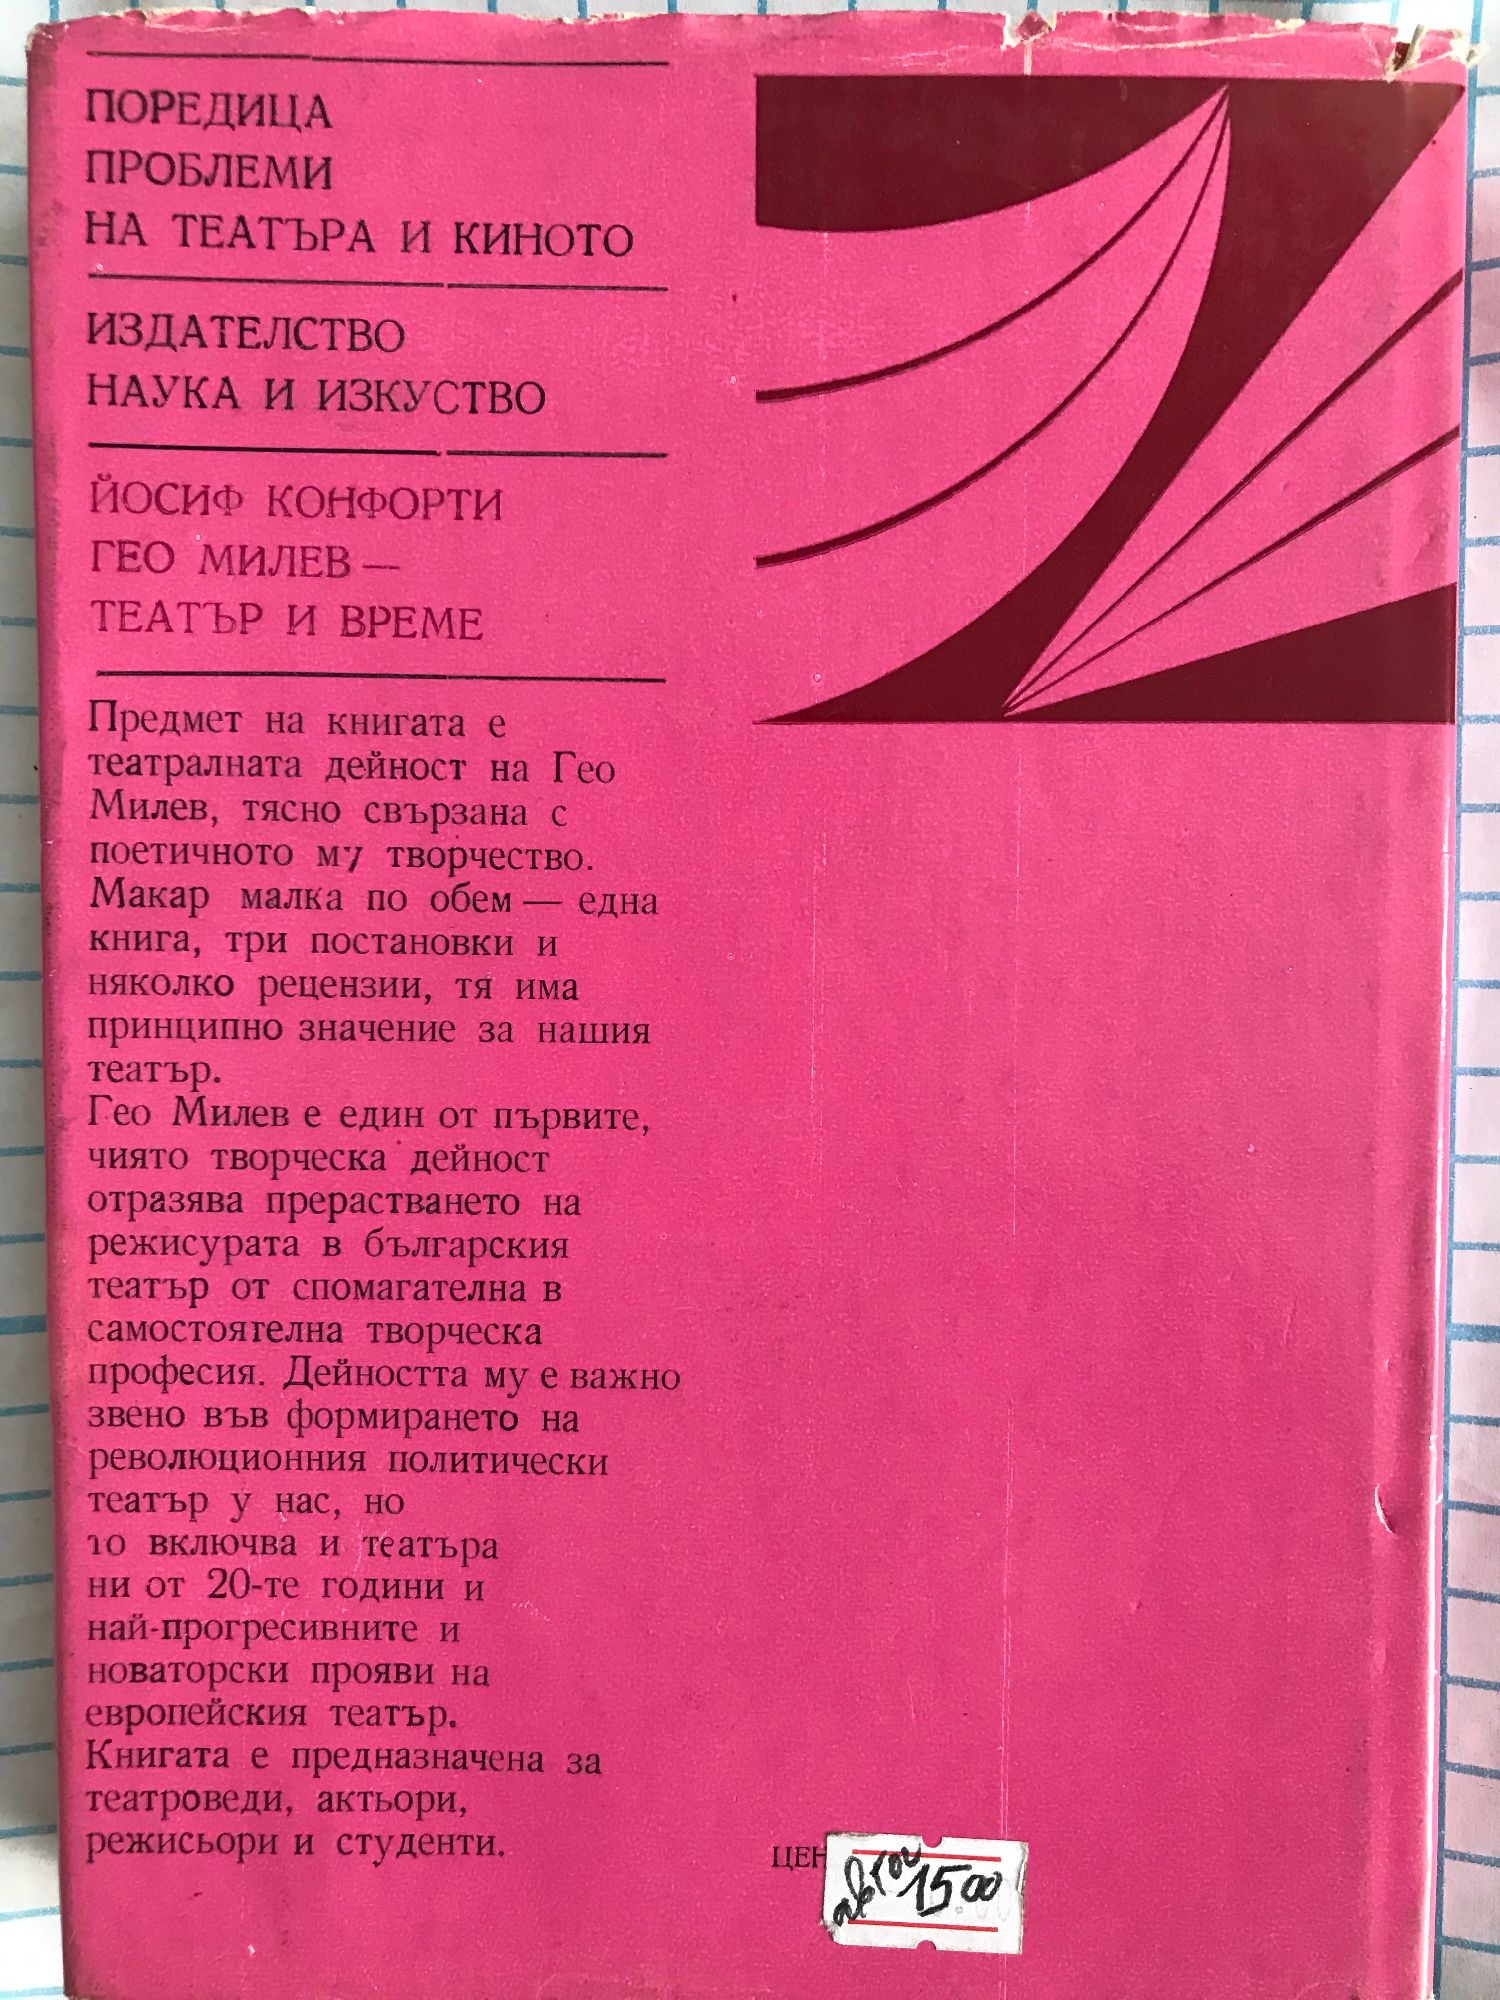 ПОРЕДИЦА
ПРОБЛЕМИ
НА ТЕАТЪРА И КИНОТО
ИЗДАТЕЛСТВО
НАУКА И ИЗКУСТВО
ЙОСИФ КОНФОРТИ
ГЕО МИЛЕВ —
ТЕАТЪР И ВРЕМЕ
Предмет на книгата е
театралната дейност на Гео
Милев, тясно свързана с
поетичното му творчество.
Макар малка по обем — една
книга, три постановки и
няколко рецензии, тя има
принципно значение за нашия
театър.
Гео Милев е един от първите,
чиято творческа дейност
отразява прерастването на
режисурата в българския
театър от спомагателна в
самостоятелна творческа
професия. Дейността му е важно
звено във формирането на
революционния политически
театър у нас, но
то включва и театъра
ни от 20-те години и
най-прогресивните и
новаторски прояви на
европейския театър.
Книгата е предназначена за
театроведи, актьори,
режисьори и студенти.
ЦЕН
15 00